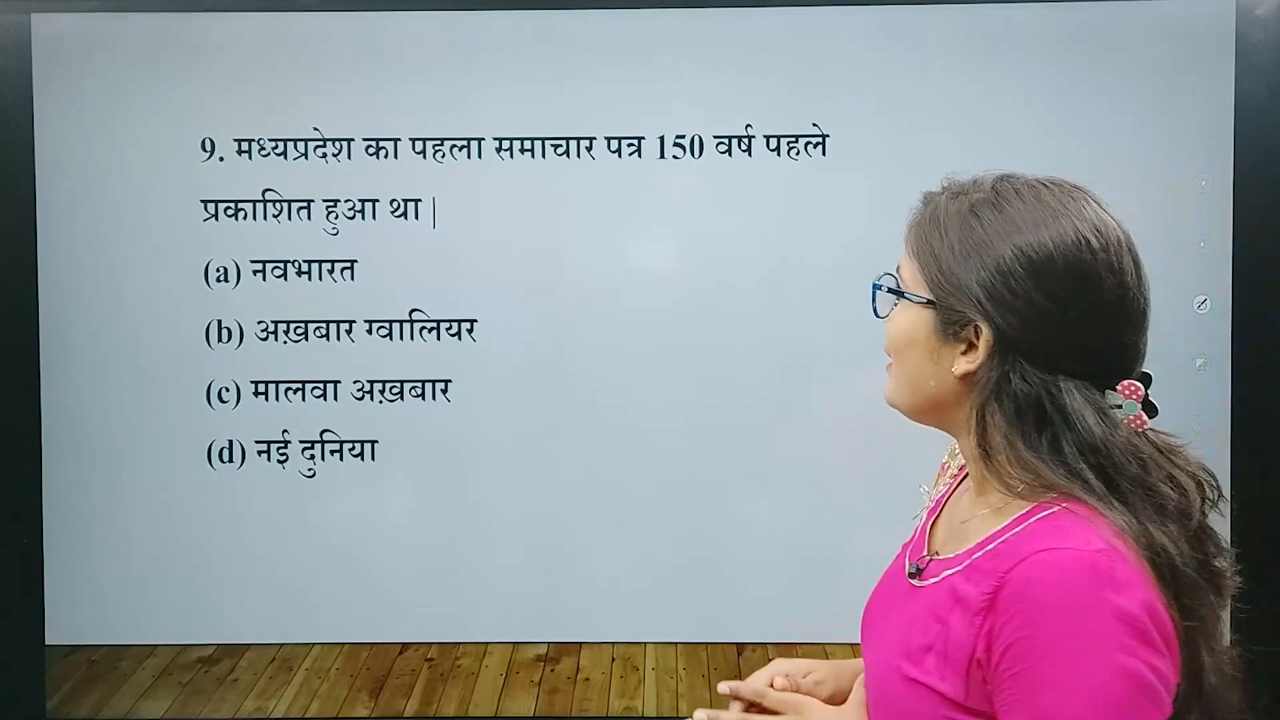 9. मध्यप्रदेश का पहला समाचार पत्र 150 वर्ष पहले
प्रकाशित हुआ था |
(a) नवभारत
(b) अख़बार ग्वालियर
(c) मालवा अख़बार
(d) नई दुनिया